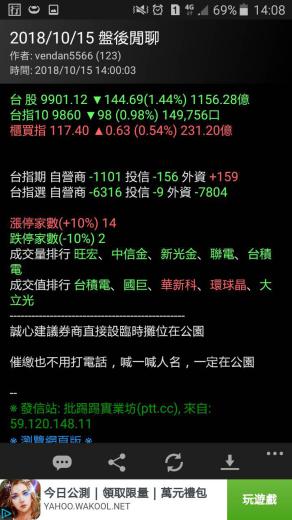 4G 1 69% 14:08
2018/10/15 盤後閒聊
作者: vendan5566 (123)
時間: 2018/10/15 14:00:03
台 股 9901.12 ▼144.69(1.44%) 1156.28億
台指10 9860 ▼98 (0.98%) 149,756口
櫃買指 117.40 ▲0.63 (0.54%) 231.20億
台指期 自營商 -1101 投信 -156 外資 +159
台指選 自營商 -6316 投信 -9 外資 -7804
漲停家數(+10%) 14
跌停家數(-10%) 2
成交量排行 旺宏、中信金、新光金、聯電、台積
電
成交值排行 台積電、國巨、華新科、環球晶、大
立光
-----------------------------------------------
誠心建議券商直接設臨時攤位在公園
催繳也不用打電話，喊一喊人名，一定在公園
--
※ 發信站: 批踢踢實業坊(ptt.cc), 來自:
59.120.148.11
※ 瀏覽網頁版 ※
今日公測｜領取限量｜萬元禮包
YAHOO.WAKOOL.NET
玩遊戲